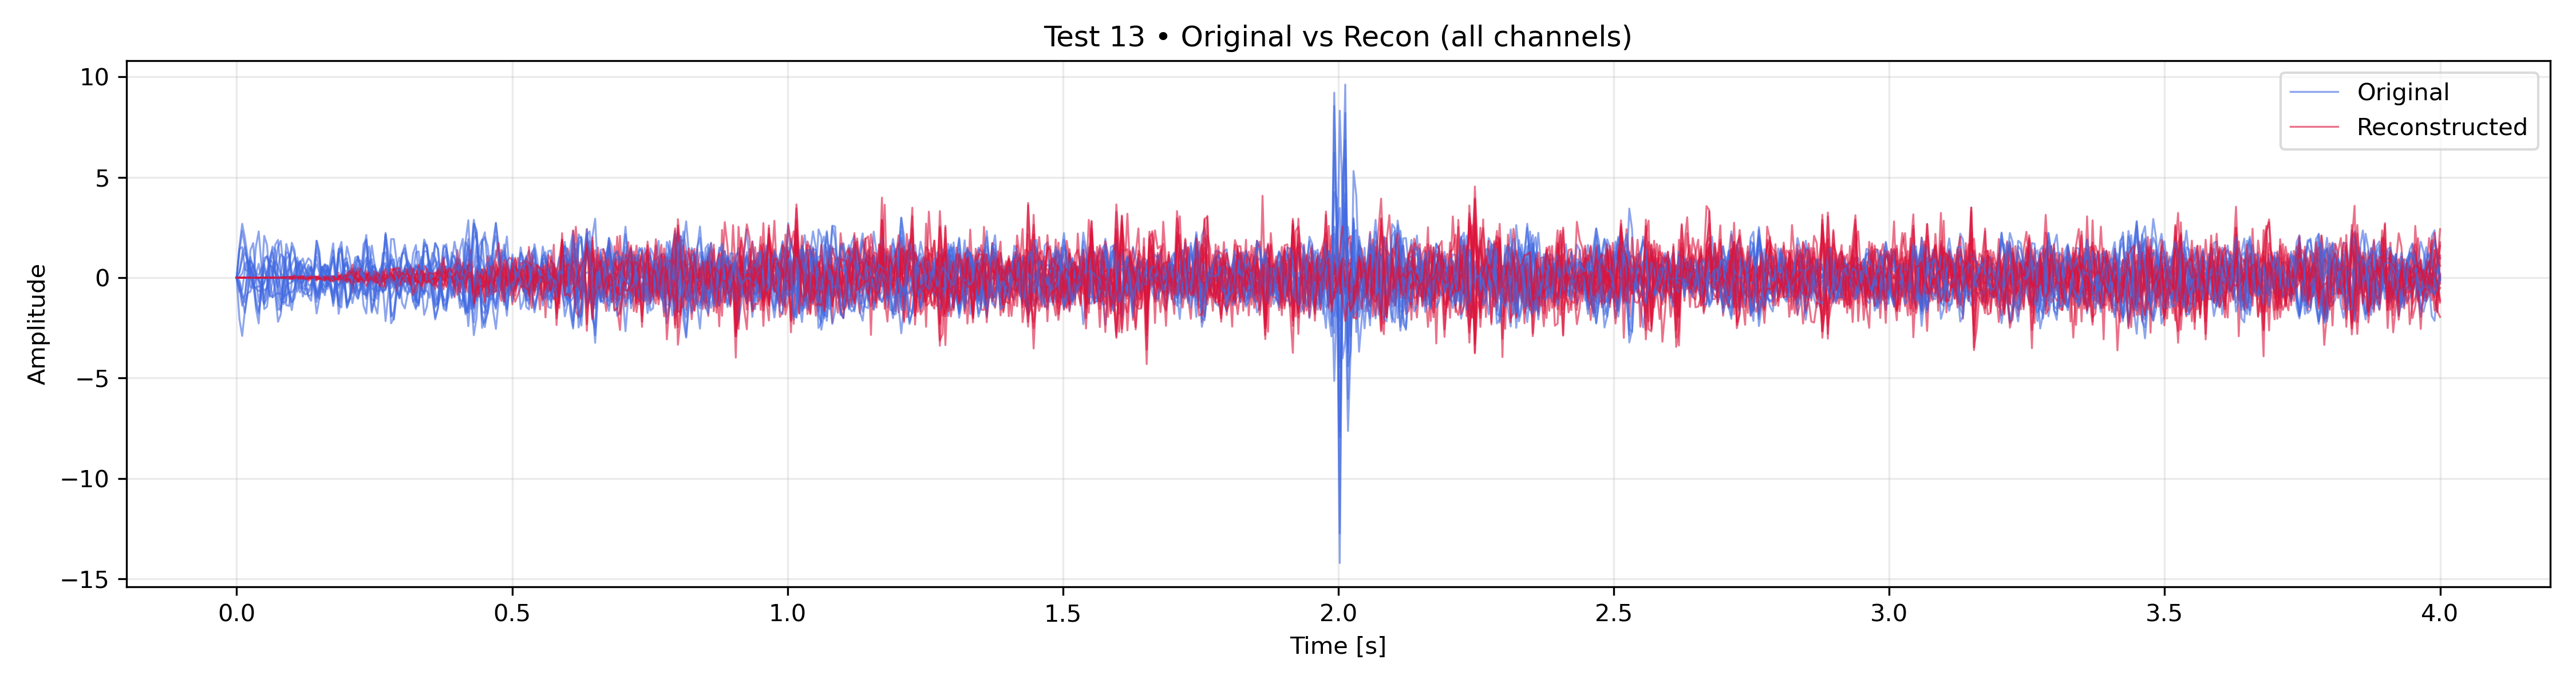 Test 13 • Original vs Recon (all channels)
Original
Reconstructed
Amplitude
10
5
0
−5
−10
−15
0.0 0.5 1.0 1.5 2.0 2.5 3.0 3.5 4.0
Time [s]